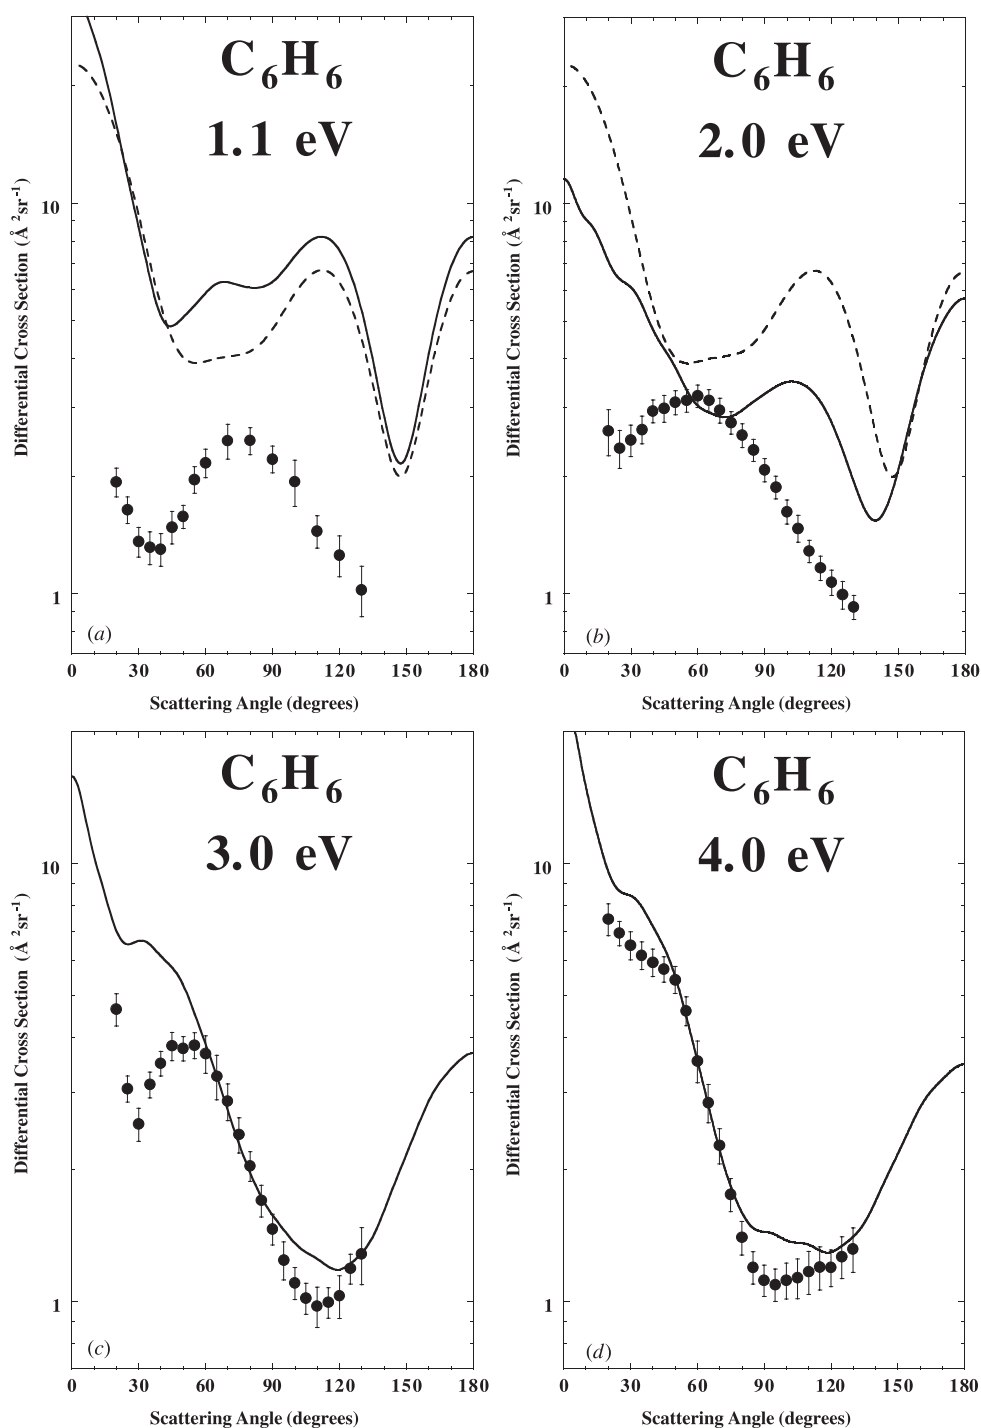 C6H6
1.1 eV
Differential Cross Section (Å 2sr-1)
10
1
(a)
0 30 60 90 120 150 180
Scattering Angle (degrees)
C6H6
2.0 eV
Differential Cross Section (Å 2sr-1)
10
1
(b)
0 30 60 90 120 150 180
Scattering Angle (degrees)
C6H6
3.0 eV
Differential Cross Section (Å 2sr-1)
10
1
(c)
0 30 60 90 120 150 180
Scattering Angle (degrees)
C6H6
4.0 eV
Differential Cross Section (Å 2sr-1)
10
1
(d)
0 30 60 90 120 150 180
Scattering Angle (degrees)